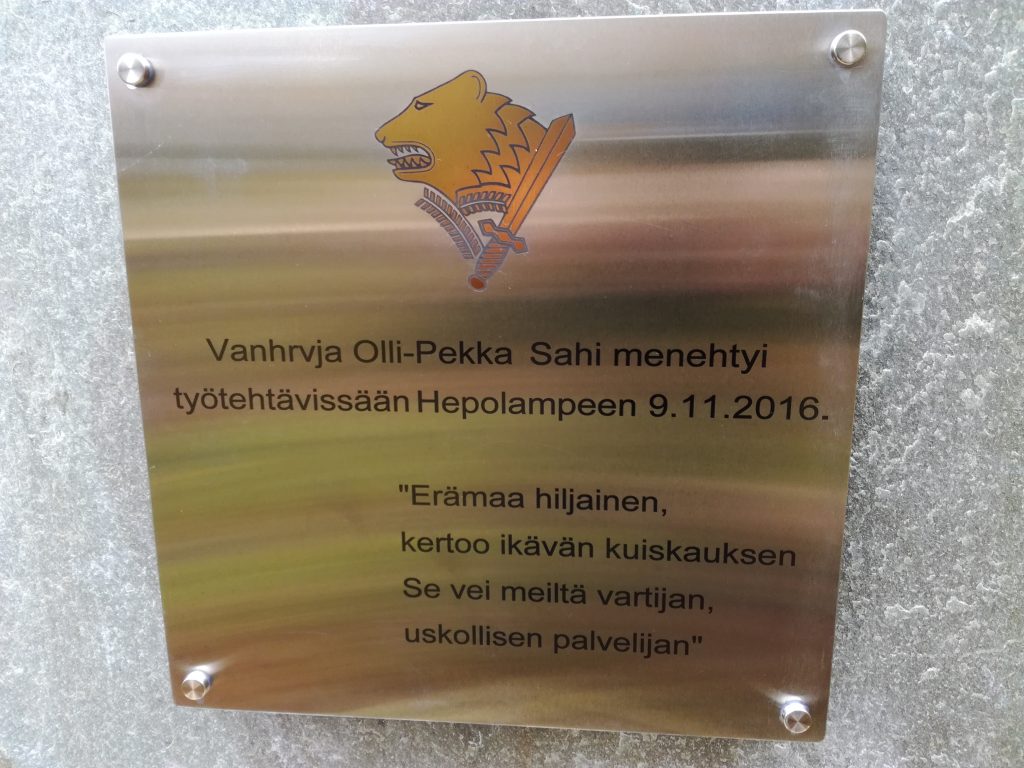 Vanhrvja Olli-Pekka Sahi menehtyi
työtehtävissään Hepolampeen 9.11.2016.
"Erämaa hiljainen,
kertoo ikävän kuiskauksen
Se vei meiltä vartijan,
uskollisen palvelijan"